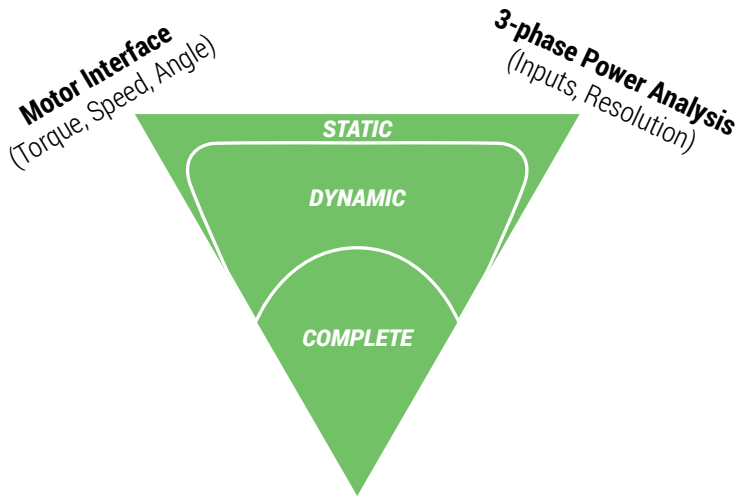 Motor Interface
(Torque, Speed, Angle)
3-phase Power Analysis
(Inputs, Resolution)
STATIC
DYNAMIC
COMPLETE